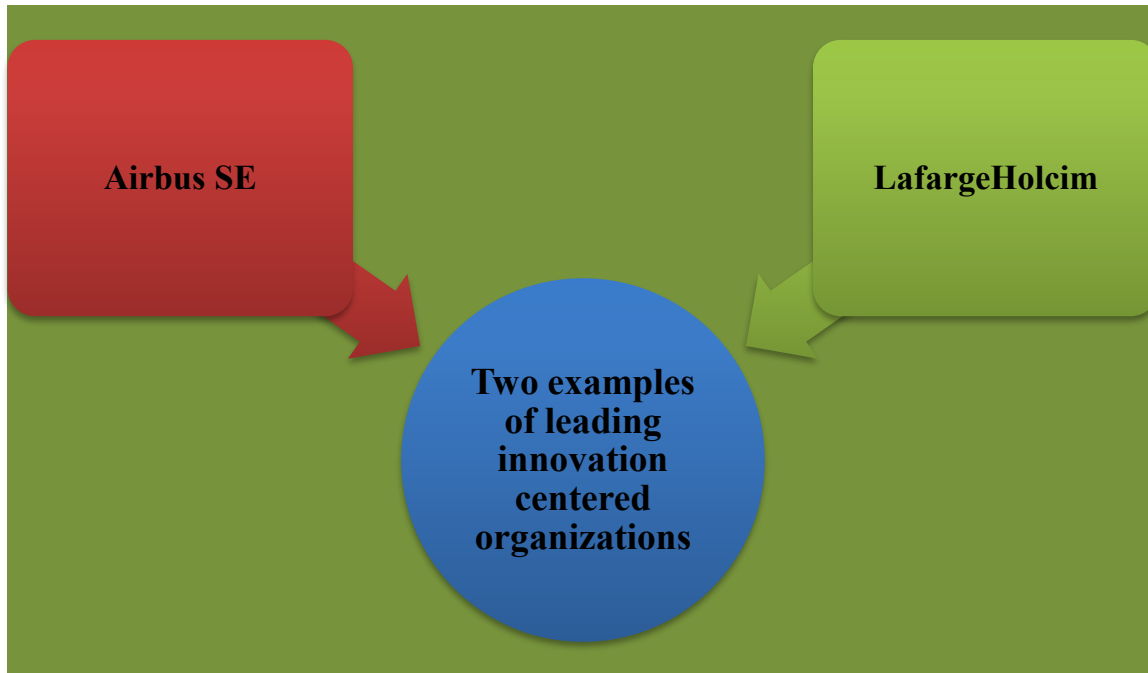 Airbus SE
LafargeHolcim
Two examples
of leading
innovation
centered
organizations